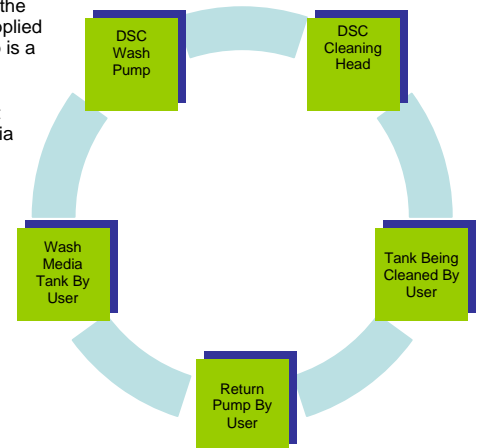 the
pplied
is a
ia
DSC
Wash
Pump
DSC
Cleaning
Head
Tank Being
Cleaned By
User
Return
Pump By
User
Wash
Media
Tank By
User